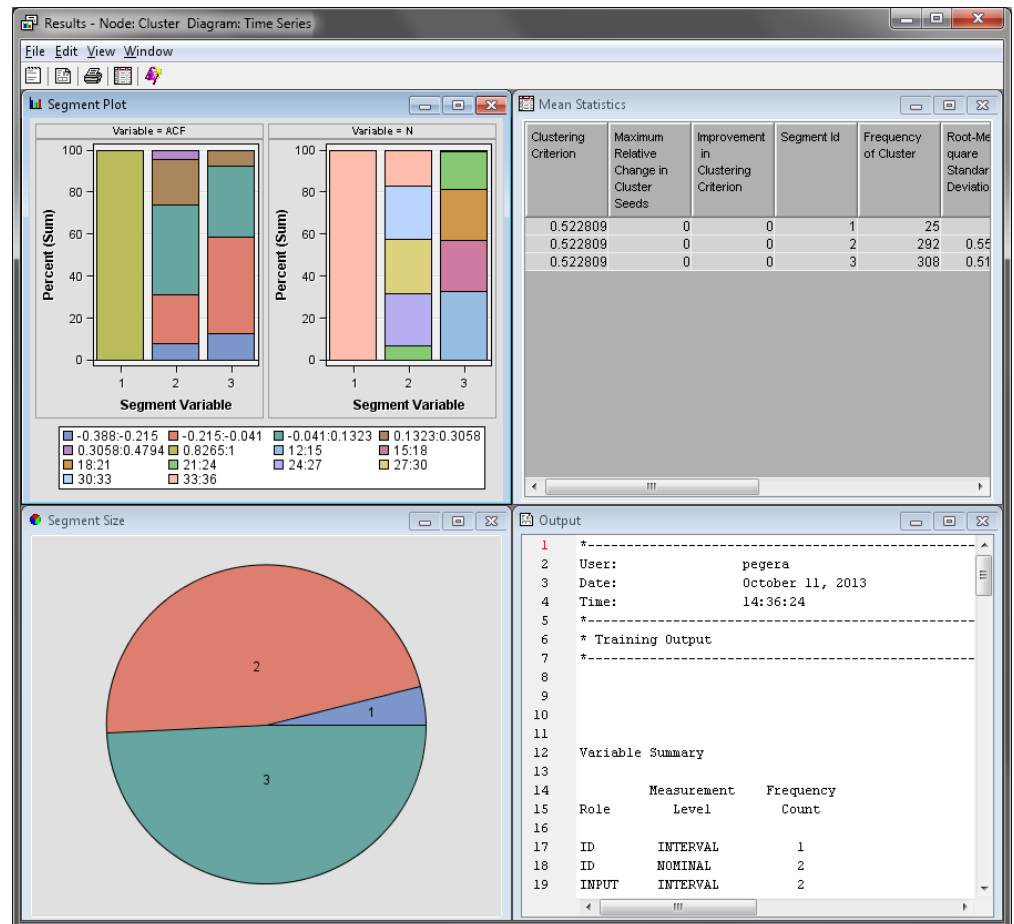 Results - Node: Cluster Diagram: Time Series
File Edit View Window
Segment Plot
Variable = ACF
Variable = N
Percent (Sum)
100
80
60
40
20
0
1 2 3
Segment Variable
Percent (Sum)
100
80
60
40
20
0
1 2 3
Segment Variable
-0.388:-0.215 -0.215:-0.041 -0.041:0.1323 0.1323:0.3058
0.3058:0.4794 0.8265:1 12:15 15:18
18:21 21:24 24:27 27:30
30:33 33:36
Mean Statistics
Clustering Criterion
Maximum Relative Change in Cluster Seeds
Improvement in Clustering Criterion
Segment Id
Frequency of Cluster
Root-Me
quare
Standar
Deviatio
0.522809 0 0 1 25
0.522809 0 0 2 292 0.55
0.522809 0 0 3 308 0.51
Segment Size
2
1
3
Output
1 *------------------------------------------------------------
2 User: pegera
3 Date: October 11, 2013
4 Time: 14:36:24
5 *------------------------------------------------------------
6 * Training Output
7 *------------------------------------------------------------
8
9
10
11
12 Variable Summary
13
14 Measurement Frequency
15 Role Level Count
16
17 ID INTERVAL 1
18 ID NOMINAL 2
19 INPUT INTERVAL 2